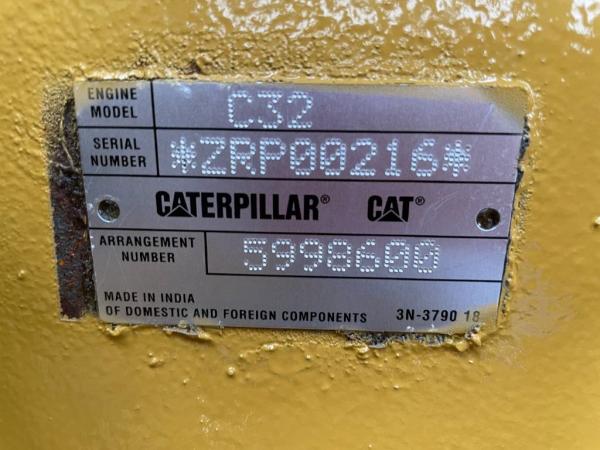 ENGINE MODEL C32
SERIAL NUMBER *ZRP00216*
CATERPILLAR® CAT®
ARRANGEMENT NUMBER 5998600
MADE IN INDIA
OF DOMESTIC AND FOREIGN COMPONENTS 3N-3790 18